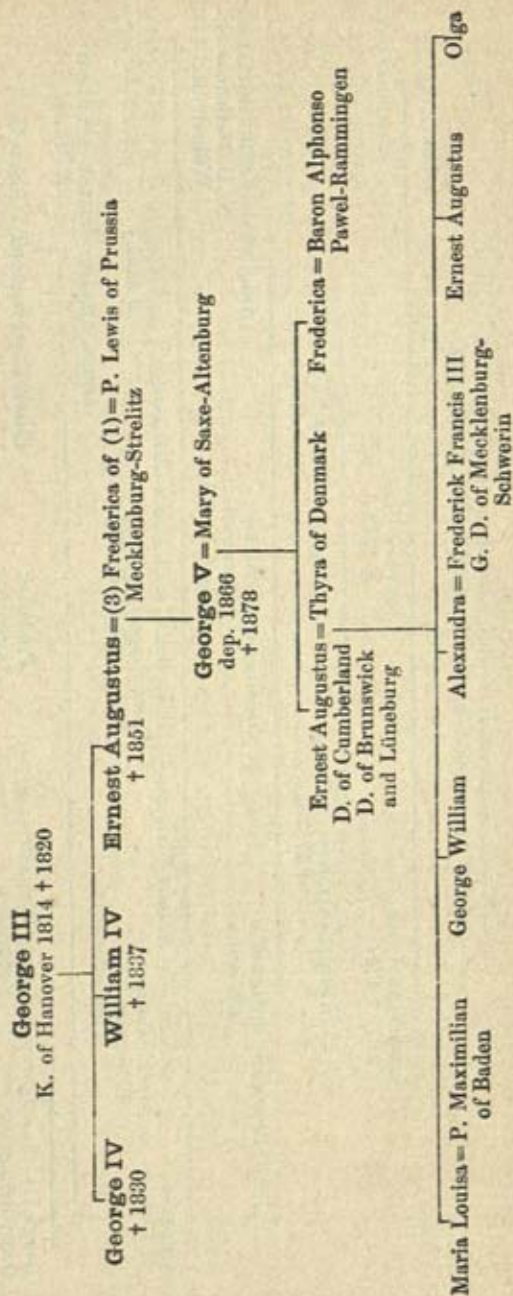 George III
K. of Hanover 1814 † 1820
George IV
† 1830
William IV
† 1837
Ernest Augustus=(3) Frederica of (1)=P. Lewis of Prussia
† 1851
Mecklenburg-Strelitz
George V=Mary of Saxe-Altenburg
dep. 1866
† 1878
Ernest Augustus=Thyra of Denmark
D. of Cumberland
D. of Brunswick
and Lüneburg
Frederica=Baron Alphonso
Pawel-Rammingen
Maria Louisa=P. Maximilian
of Baden
George William
Alexandra=Frederick Francis III
G. D. of Mecklenburg-
Schwerin
Ernest Augustus
Olga